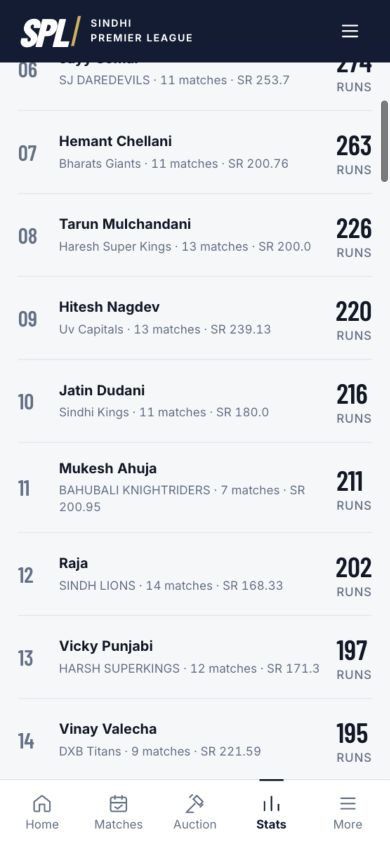 SPL/ SINDHI
PREMIER LEAGUE
06
SJ DAREDEVILS · 11 matches · SR 253.7
274
RUNS
07
Hemant Chellani
Bharats Giants · 11 matches · SR 200.76
263
RUNS
08
Tarun Mulchandani
Haresh Super Kings · 13 matches · SR 200.0
226
RUNS
09
Hitesh Nagdev
Uv Capitals · 13 matches · SR 239.13
220
RUNS
10
Jatin Dudani
Sindhi Kings · 11 matches · SR 180.0
216
RUNS
11
Mukesh Ahuja
BAHUBALI KNIGHTRIDERS · 7 matches · SR
200.95
211
RUNS
12
Raja
SINDH LIONS · 14 matches · SR 168.33
202
RUNS
13
Vicky Punjabi
HARSH SUPERKINGS · 12 matches · SR 171.3
197
RUNS
14
Vinay Valecha
DXB Titans · 9 matches · SR 221.59
195
RUNS
Home Matches Auction Stats More